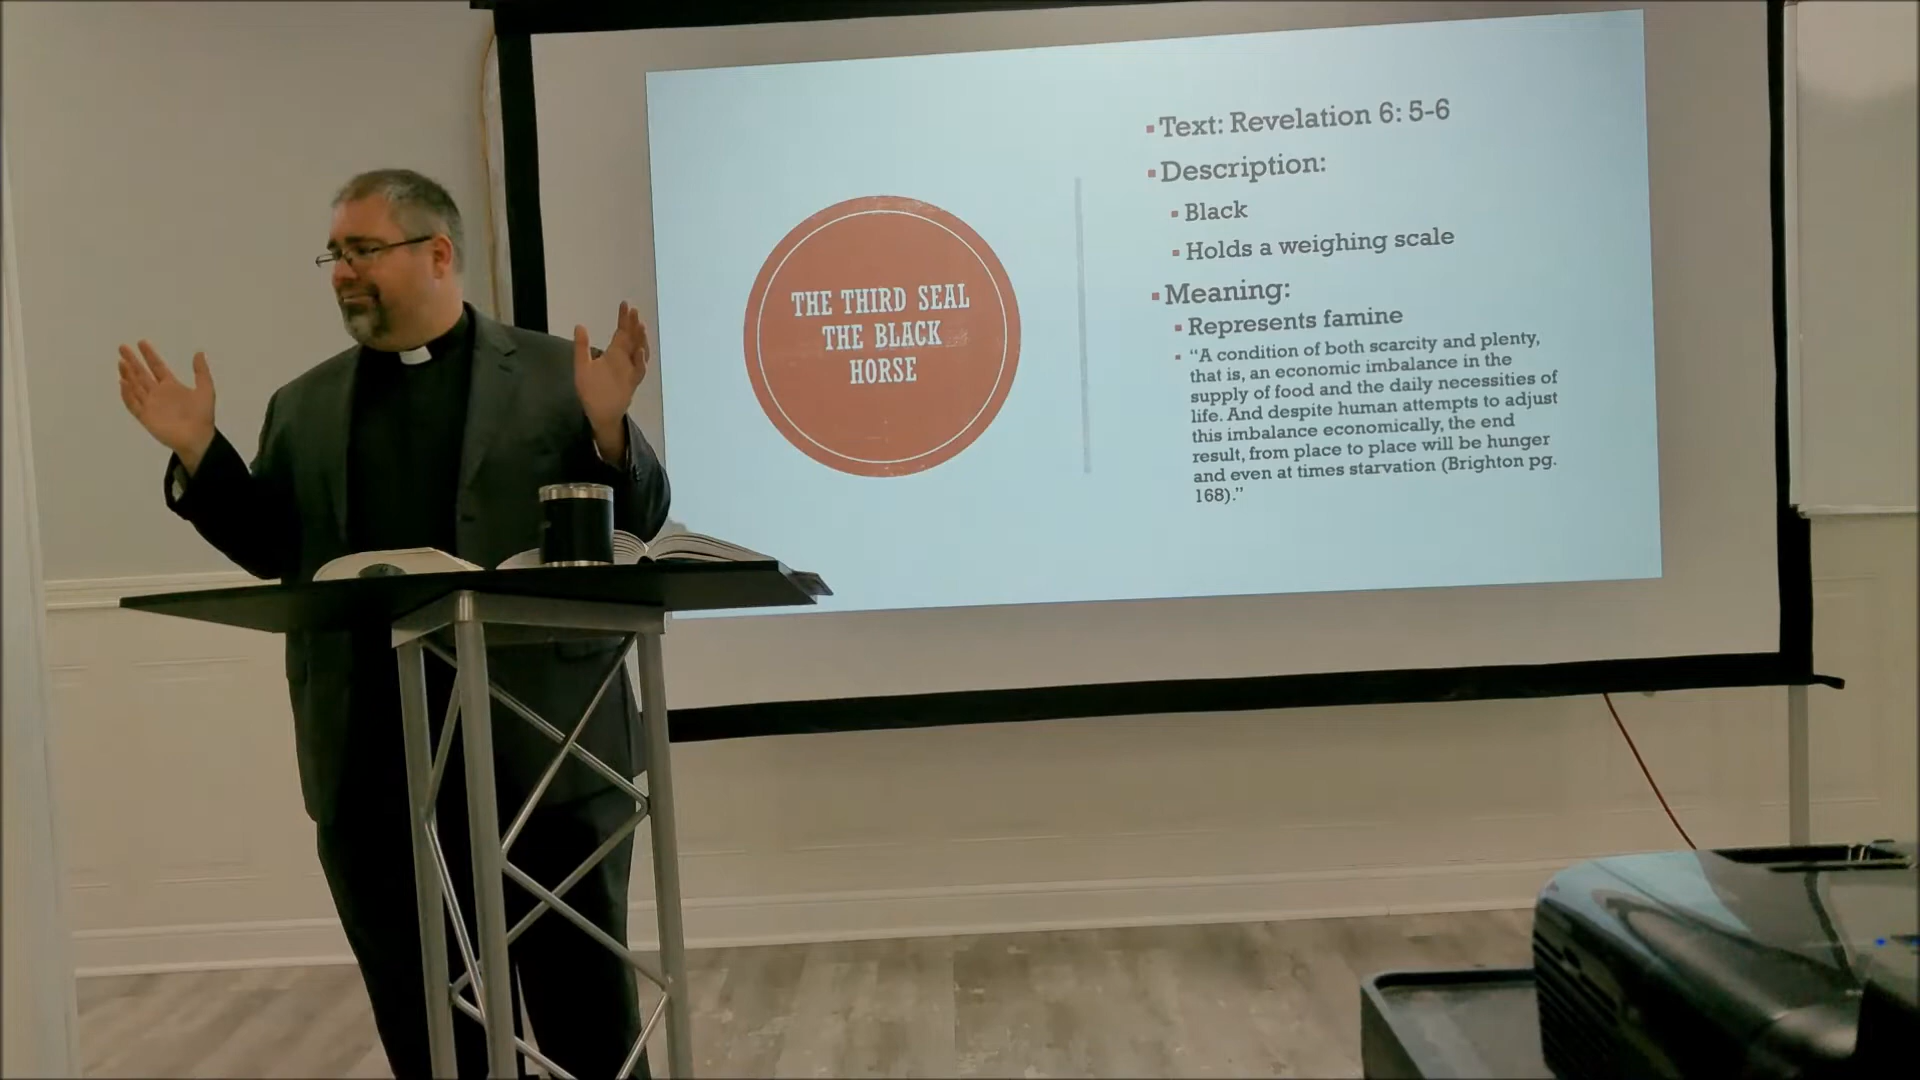 THE THIRD SEAL
THE BLACK
HORSE
Text: Revelation 6: 5-6
Description:
Black
Holds a weighing scale
Meaning:
Represents famine
“A condition of both scarcity and plenty,
that is, an economic imbalance in the
supply of food and the daily necessities of
life. And despite human attempts to adjust
this imbalance economically, the end
result, from place to place will be hunger
and even at times starvation (Brighton pg.
168).”